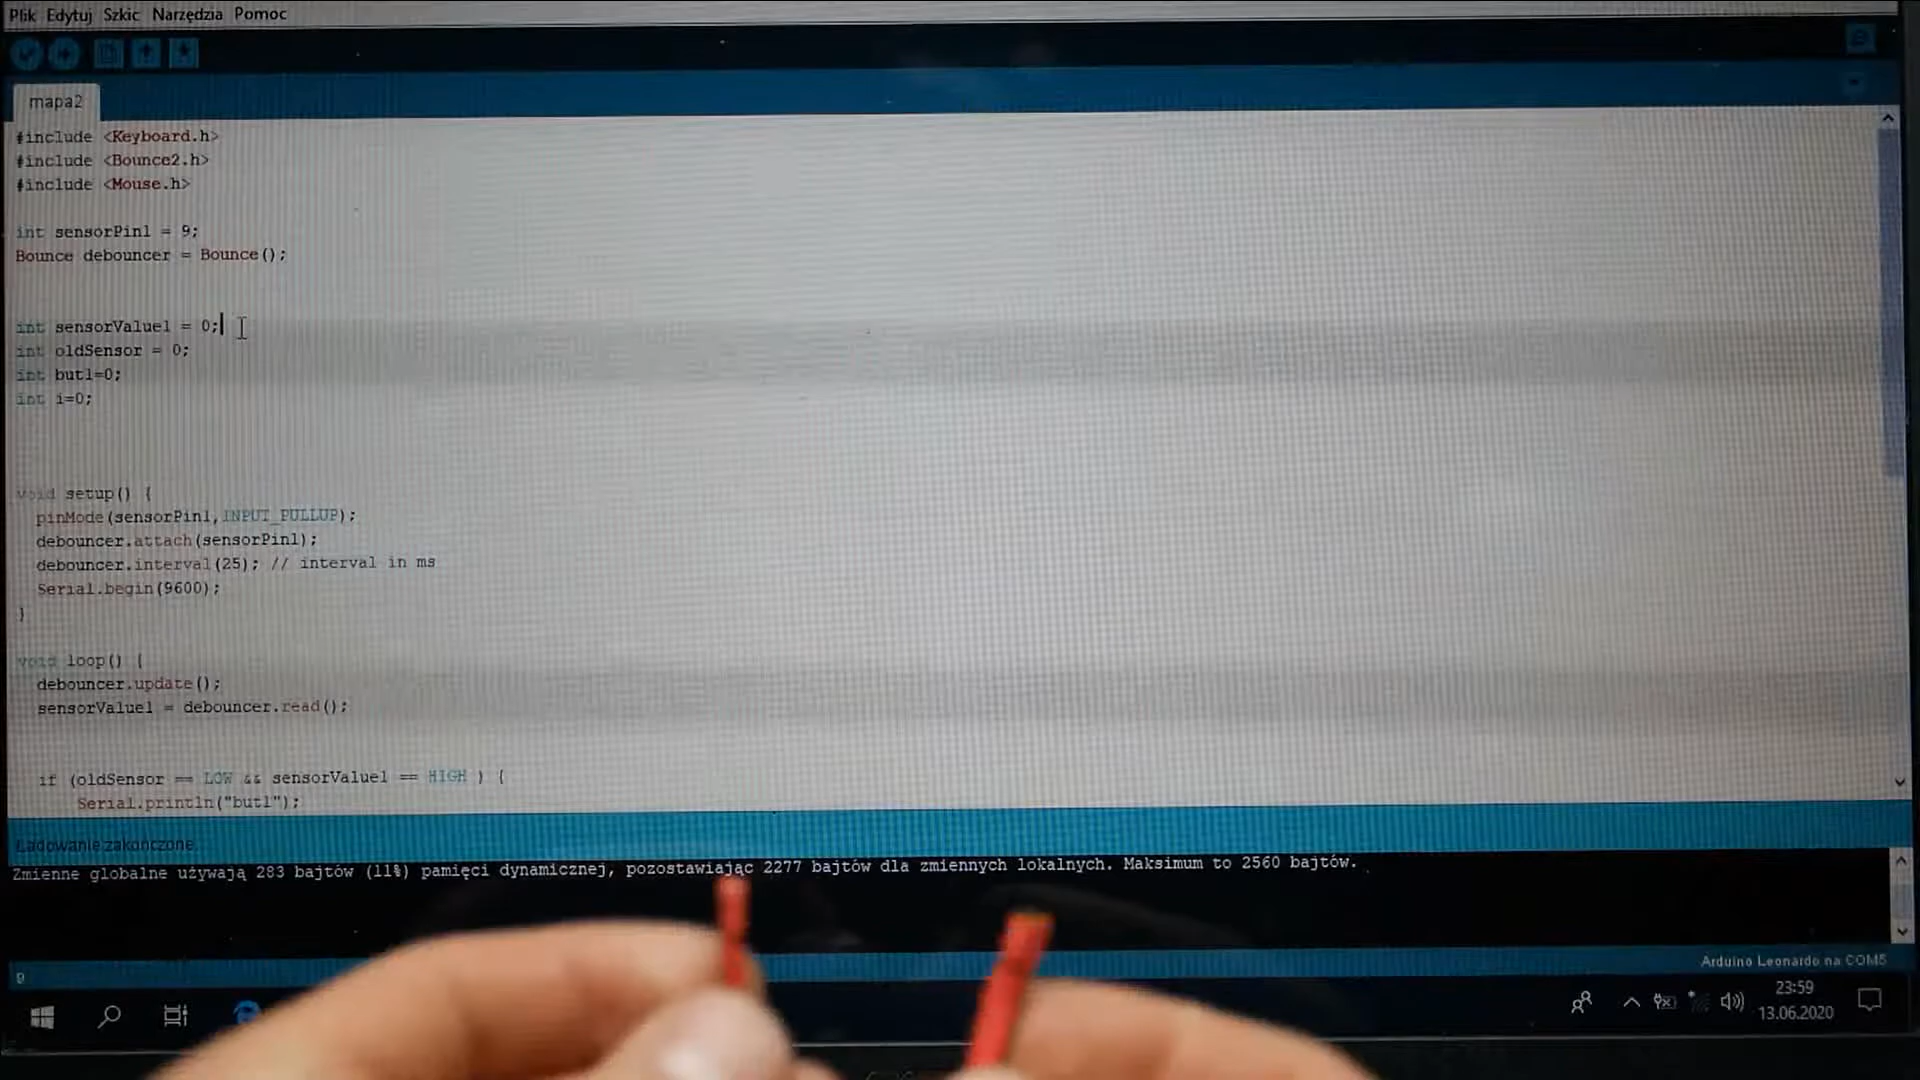 Plik Edytuj Szkic Narzędzia Pomoc
mapa2
#include <Keyboard.h>
#include <Bounce2.h>
#include <Mouse.h>
int sensorPin1 = 9;
Bounce debouncer = Bounce();
int sensorValue1 = 0;
int oldSensor = 0;
int but1=0;
int i=0;
void setup() {
pinMode(sensorPin1,INPUT_PULLUP);
debouncer.attach(sensorPin1);
debouncer.interval(25); // interval in ms
Serial.begin(9600);
}
void loop() {
debouncer.update();
sensorValue1 = debouncer.read();
if (oldSensor == LOW && sensorValue1 == HIGH ) {
Serial.println("but1");
Ładowanie zakończone.
Zmienne globalne używają 283 bajtów (11%) pamięci dynamicznej, pozostawiając 2277 bajtów dla zmiennych lokalnych. Maksimum to 2560 bajtów.
9
Arduino Leonardo na COM5
23:59
13.06.2020